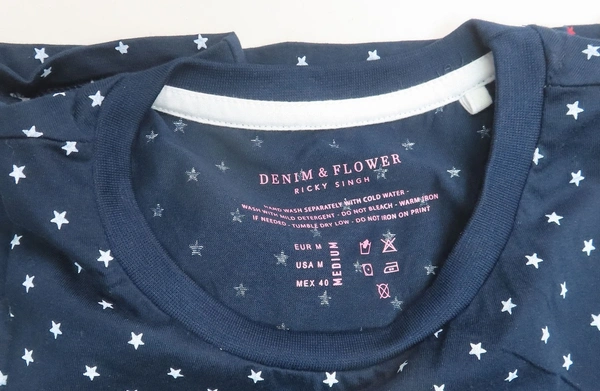 DENIM & FLOWER
RICKY SINGH
HAND WASH SEPARATELY WITH COLD WATER -
WASH WITH MILD DETERGENT - DO NOT BLEACH - WARM IRON
IF NEEDED - TUMBLE DRY LOW - DO NOT IRON ON PRINT
EUR M
USA M
MEX 40
MEDIUM